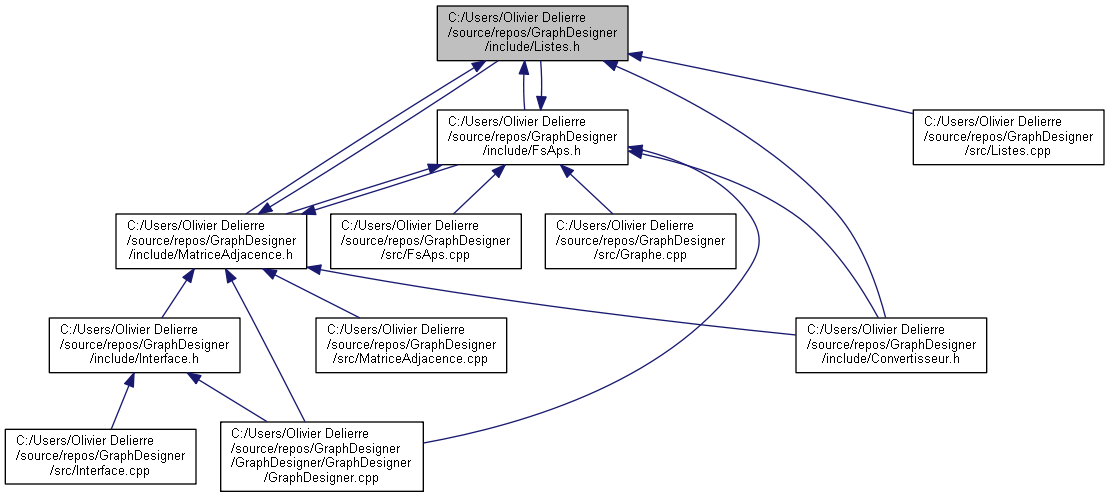 C:/Users/Olivier Delierre
/source/repos/GraphDesigner
/include/Listes.h
C:/Users/Olivier Delierre
/source/repos/GraphDesigner
/include/FsAps.h
C:/Users/Olivier Delierre
/source/repos/GraphDesigner
/src/Listes.cpp
C:/Users/Olivier Delierre
/source/repos/GraphDesigner
/include/MatriceAdjacence.h
C:/Users/Olivier Delierre
/source/repos/GraphDesigner
/src/FsAps.cpp
C:/Users/Olivier Delierre
/source/repos/GraphDesigner
/src/Graphe.cpp
C:/Users/Olivier Delierre
/source/repos/GraphDesigner
/include/Interface.h
C:/Users/Olivier Delierre
/source/repos/GraphDesigner
/src/MatriceAdjacence.cpp
C:/Users/Olivier Delierre
/source/repos/GraphDesigner
/include/Convertisseur.h
C:/Users/Olivier Delierre
/source/repos/GraphDesigner
/src/Interface.cpp
C:/Users/Olivier Delierre
/source/repos/GraphDesigner
/GraphDesigner/GraphDesigner
/GraphDesigner.cpp